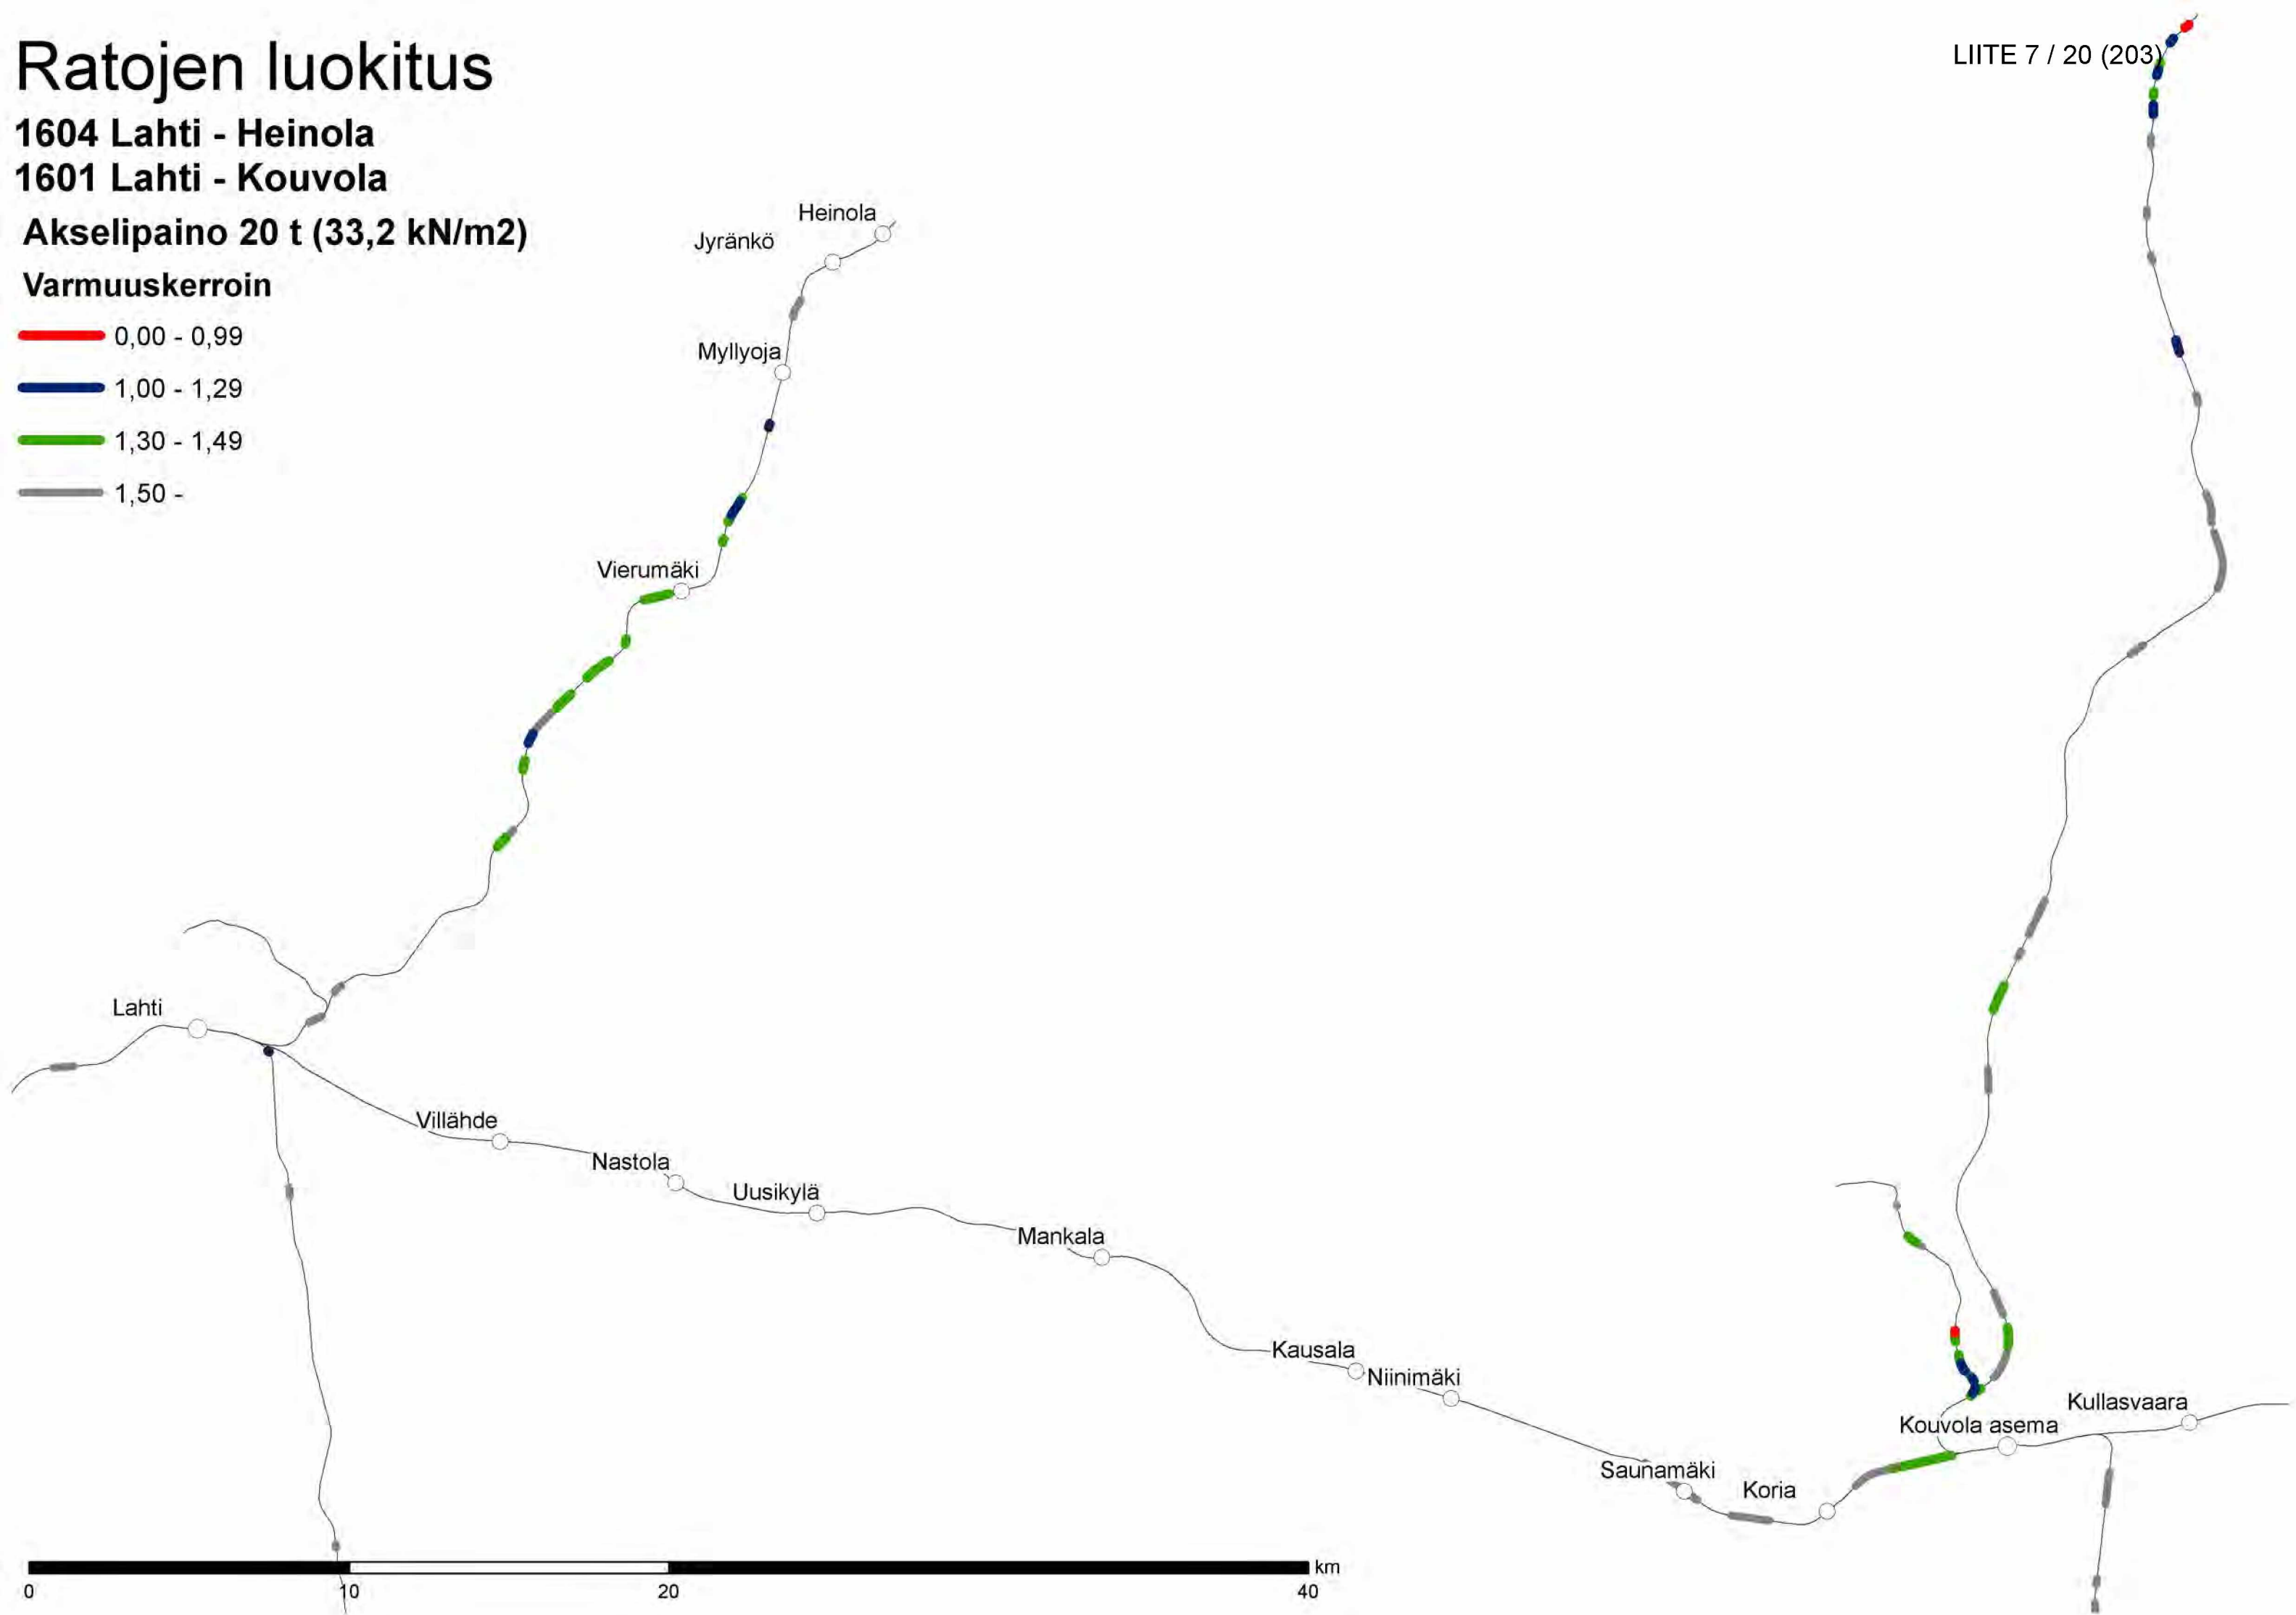 Ratojen luokitus
LIITE 7 / 20 (203)
1604 Lahti - Heinola
1601 Lahti - Kouvola
Akselipaino 20 t (33,2 kN/m2)
Varmuuskerroin
0,00 - 0,99
1,00 - 1,29
1,30 - 1,49
1,50 -
Heinola
Jyränkö
Myllyoja
Vierumäki
Lahti
Villähde
Nastola
Uusikylä
Mankala
Kausala
Niinimäki
Saunamäki
Koria
Kouvola asema
Kullasvaara
km
0 10 20 40